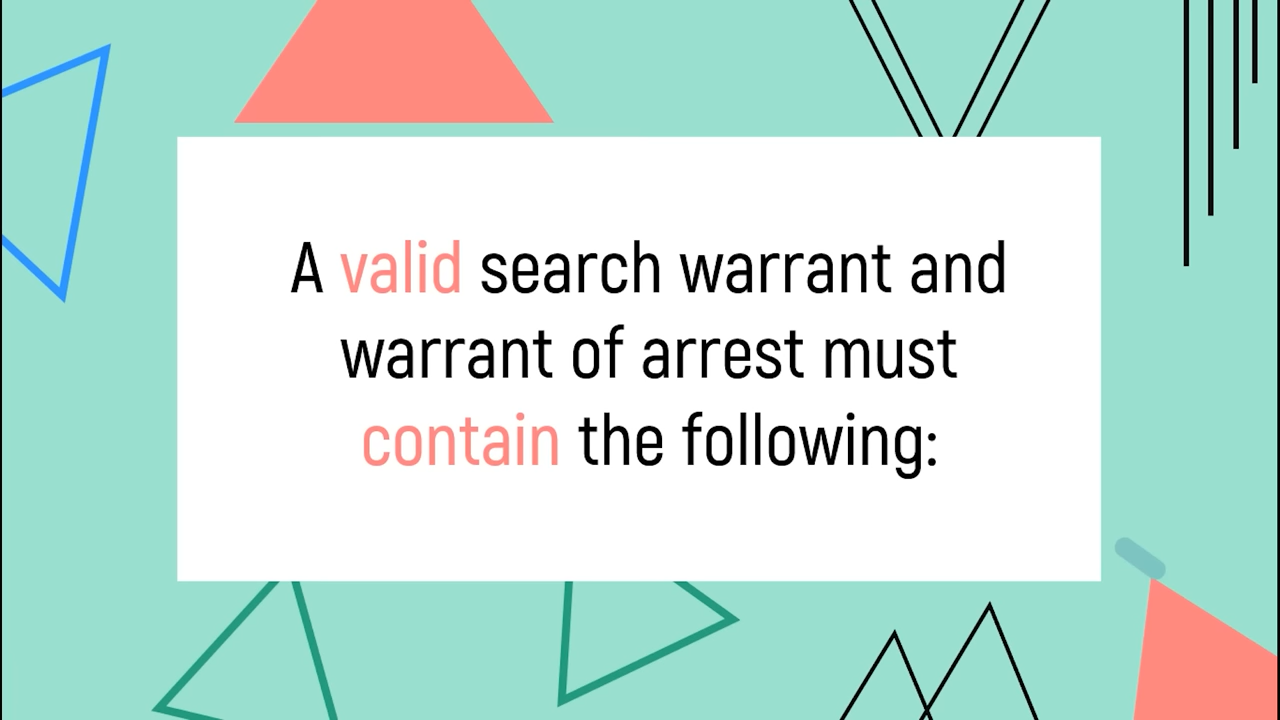 A valid search warrant and
warrant of arrest must
contain the following: